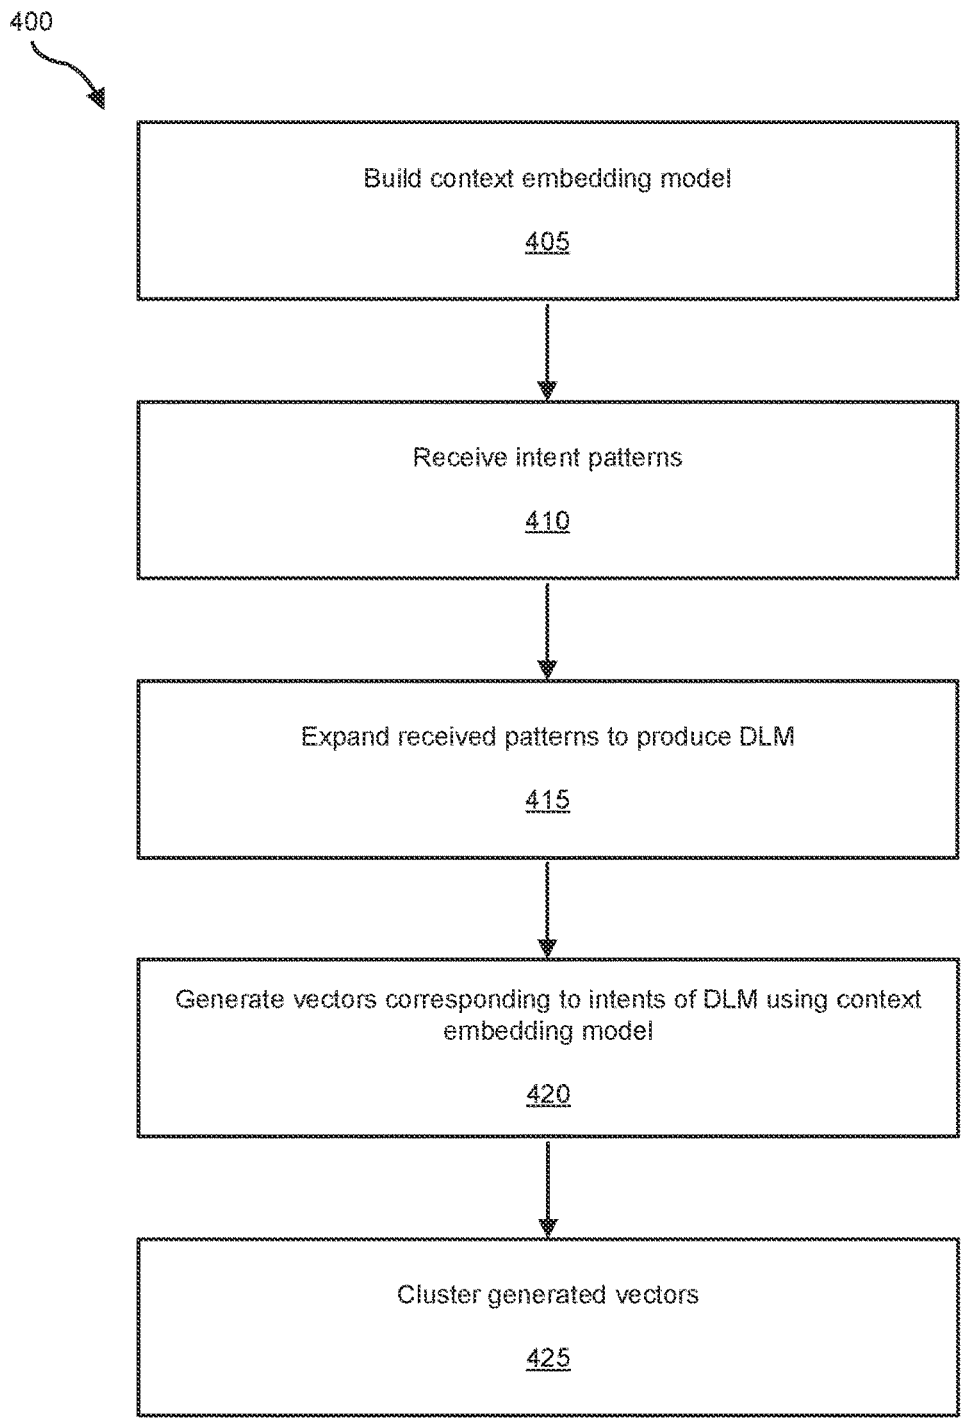 400
Build context embedding model
405
Receive intent patterns
410
Expand received patterns to produce DLM
415
Generate vectors corresponding to intents of DLM using context
embedding model
420
Cluster generated vectors
425